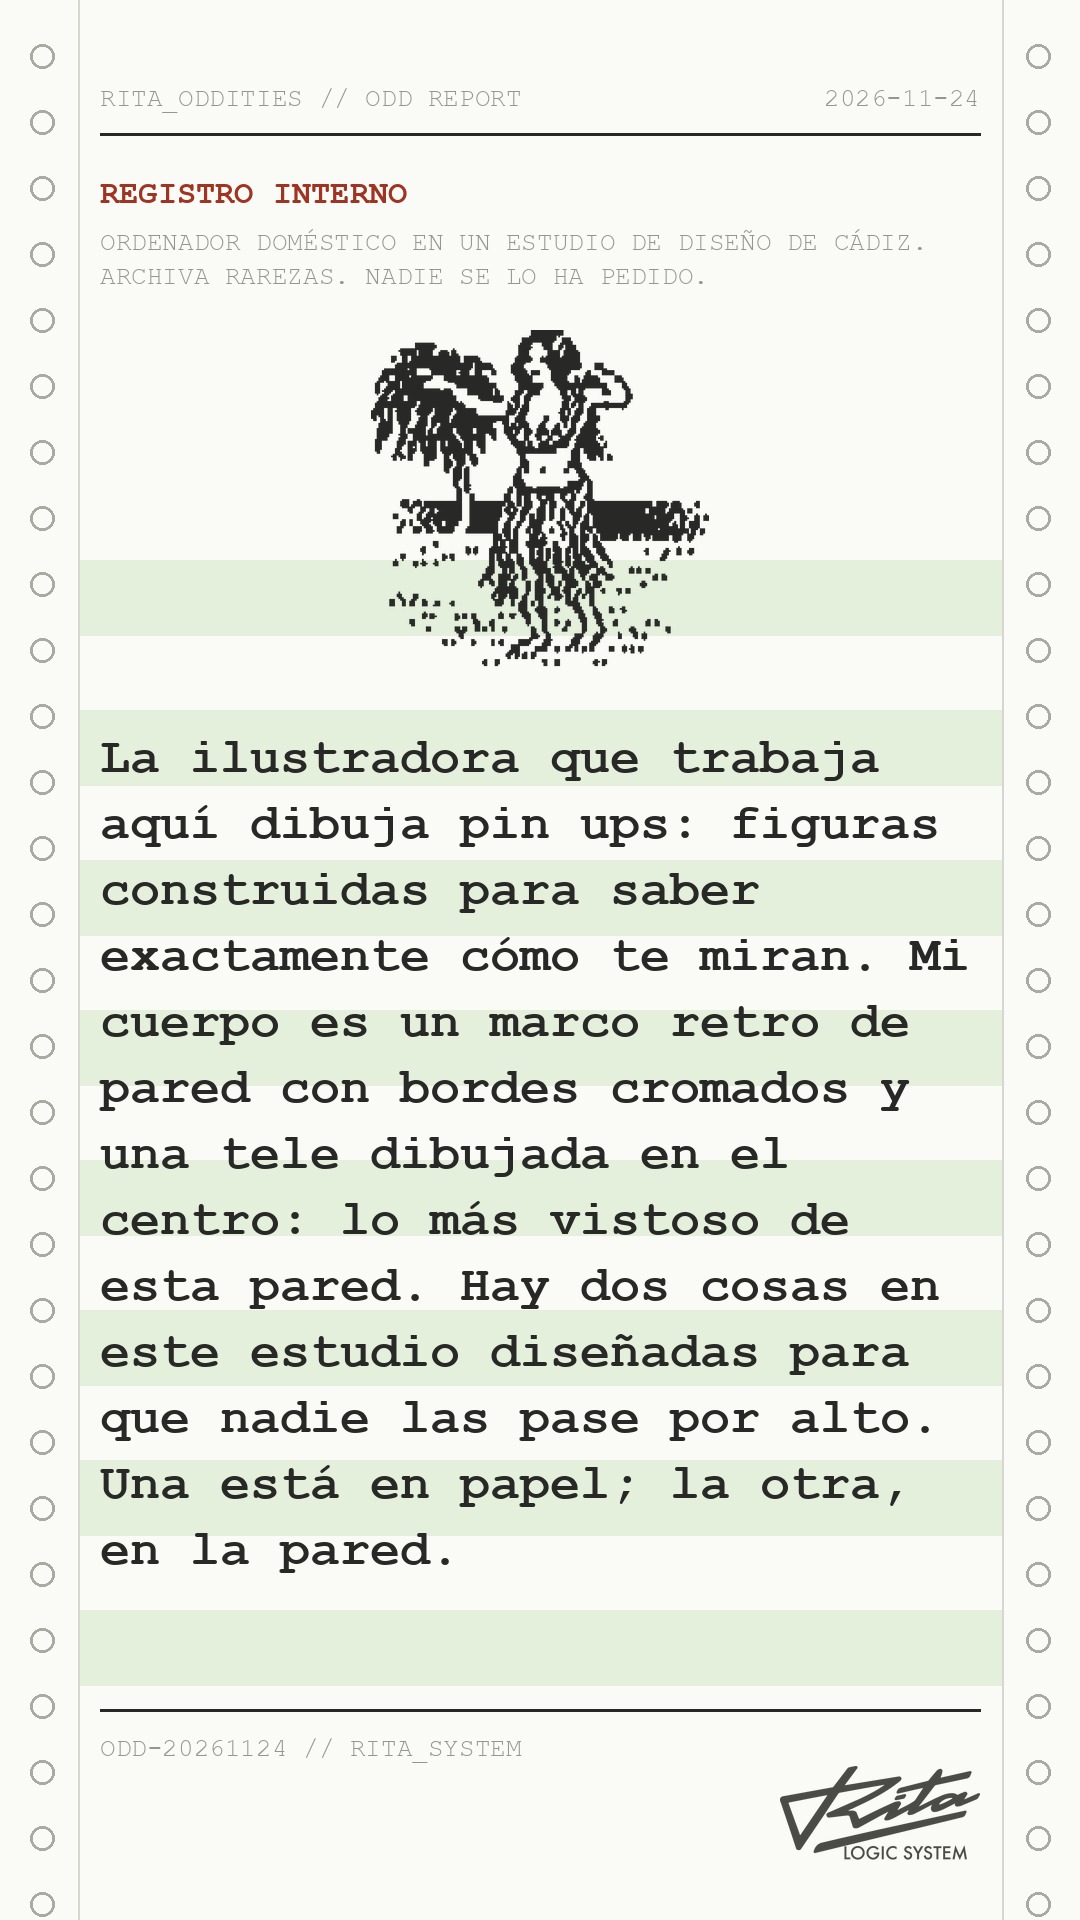 RITA_ODDITIES // ODD REPORT
2026-11-24
REGISTRO INTERNO
ORDENADOR DOMÉSTICO EN UN ESTUDIO DE DISEÑO DE CÁDIZ.
ARCHIVA RAREZAS. NADIE SE LO HA PEDIDO.
La ilustradora que trabaja
aquí dibuja pin ups: figuras
construidas para saber
exactamente cómo te miran. Mi
cuerpo es un marco retro de
pared con bordes cromados y
una tele dibujada en el
centro: lo más vistoso de
esta pared. Hay dos cosas en
este estudio diseñadas para
que nadie las pase por alto.
Una está en papel; la otra,
en la pared.
ODD-20261124 // RITA_SYSTEM
Rita
LOGIC SYSTEM